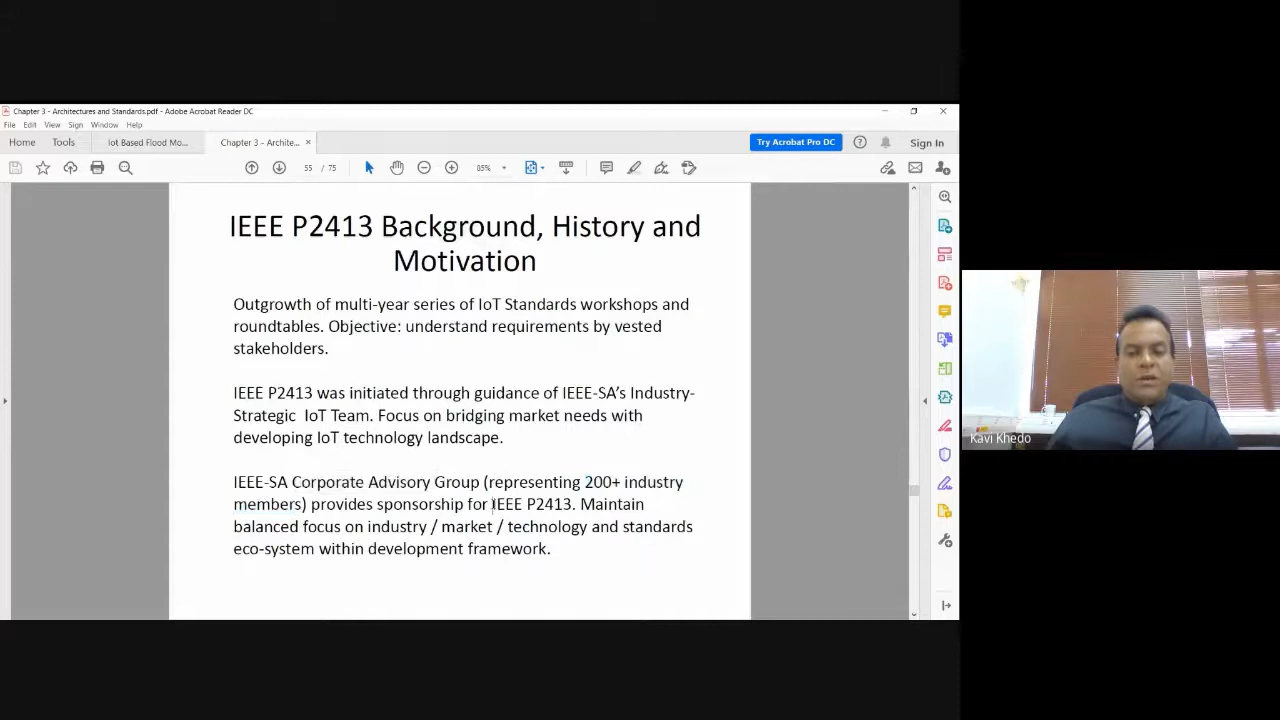 Chapter 3 - Architectures and Standards.pdf - Adobe Acrobat Reader DC
File Edit View Sign Window Help
Home Tools Iot Based Flood Mo... Chapter 3 – Archite... × Try Acrobat Pro DC Sign In
55 / 75 85%
IEEE P2413 Background, History and
Motivation
Outgrowth of multi-year series of IoT Standards workshops and
roundtables. Objective: understand requirements by vested
stakeholders.
IEEE P2413 was initiated through guidance of IEEE-SA’s Industry-
Strategic IoT Team. Focus on bridging market needs with
developing IoT technology landscape.
IEEE-SA Corporate Advisory Group (representing 200+ industry
members) provides sponsorship for IEEE P2413. Maintain
balanced focus on industry / market / technology and standards
eco-system within development framework.
Kavi Khedo